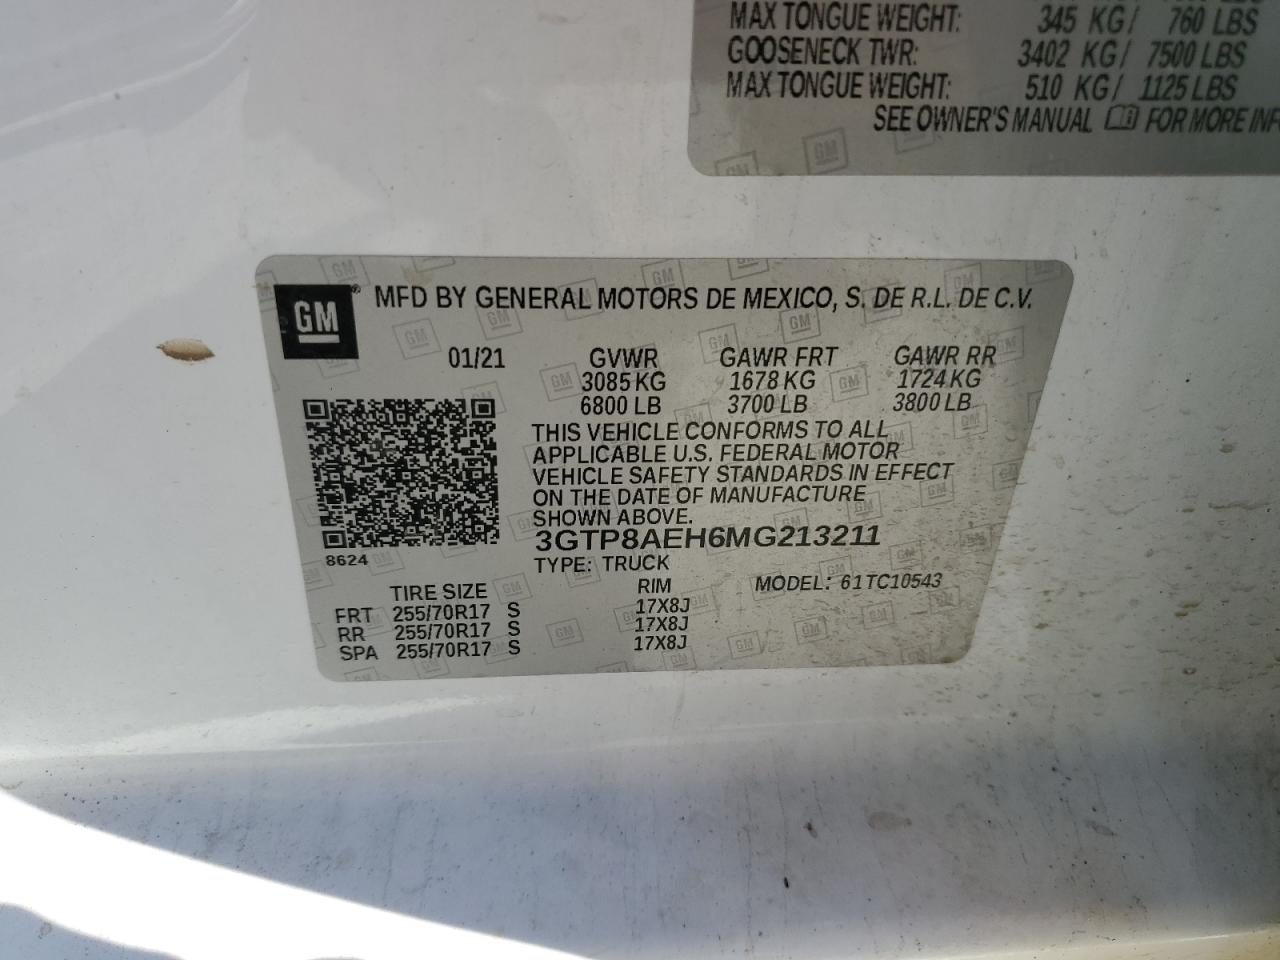 MAX TONGUE WEIGHT: 345 KG/ 760 LBS
GOOSENECK TWR: 3402 KG/ 7500 LBS
MAX TONGUE WEIGHT: 510 KG/ 1125 LBS
SEE OWNER'S MANUAL FOR MORE INF
GM® MFD BY GENERAL MOTORS DE MEXICO, S. DE R.L. DE C.V.
01/21 GVWR GAWR FRT GAWR RR
3085 KG 1678 KG 1724 KG
6800 LB 3700 LB 3800 LB
THIS VEHICLE CONFORMS TO ALL
APPLICABLE U.S. FEDERAL MOTOR
VEHICLE SAFETY STANDARDS IN EFFECT
ON THE DATE OF MANUFACTURE
SHOWN ABOVE.
3GTP8AEH6MG213211
8624
TYPE: TRUCK
MODEL: 61TC10543
TIRE SIZE RIM
FRT 255/70R17 S 17X8J
RR 255/70R17 S 17X8J
SPA 255/70R17 S 17X8J